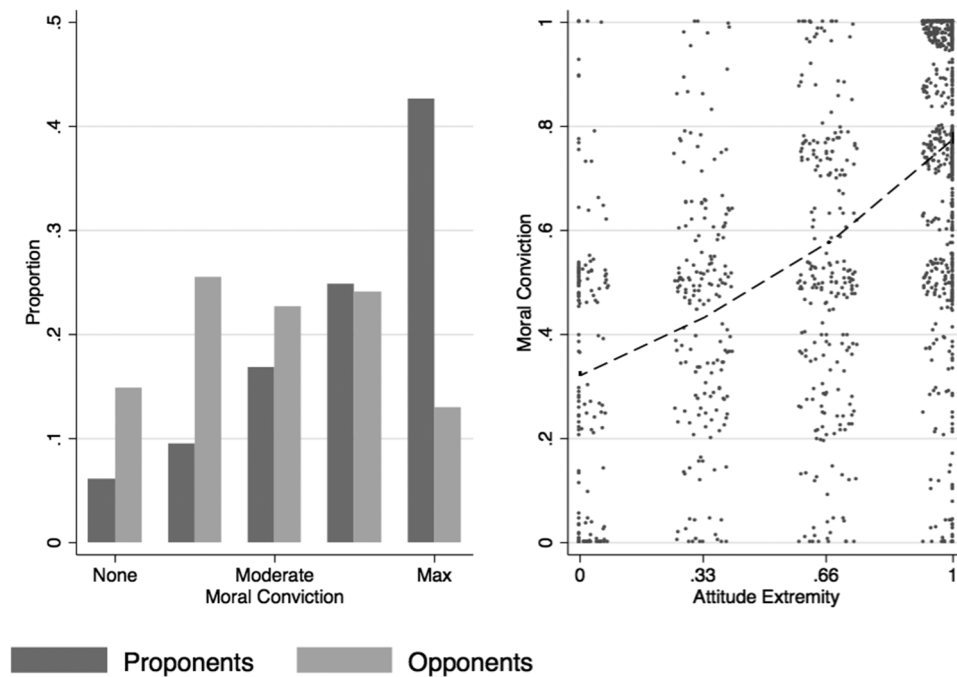 .5
.4
.3
.2
.1
0
Proportion
None
Moderate
Max
Moral Conviction
1
.8
.6
.4
.2
0
Moral Conviction
0
.33
.66
1
Attitude Extremity
Proponents
Opponents